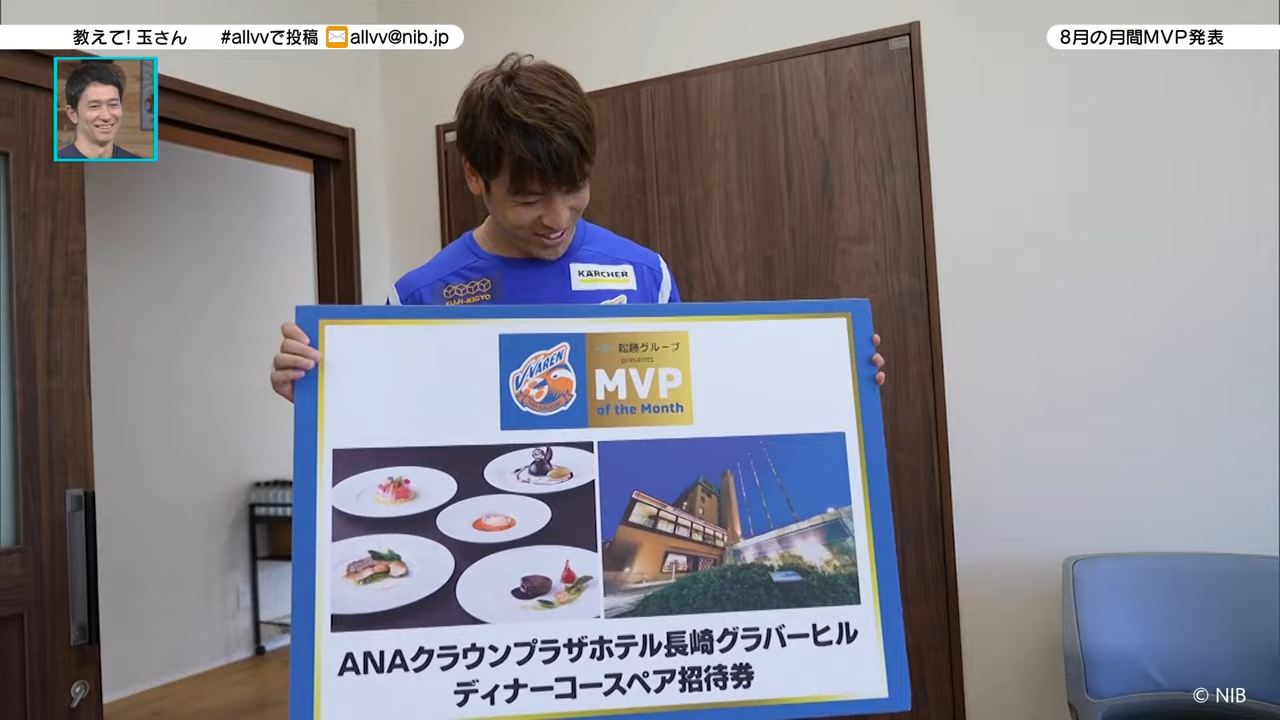 教えて! 玉さん #allvvで投稿 allvv@nib.jp
8月の月間MVP発表
KÄRCHER
FUJI-KIGYO
V·VAREN
松藤グループ
presents
MVP
of the Month
ANAクラウンプラザホテル長崎グラバーヒル
ディナーコースペア招待券
© NIB